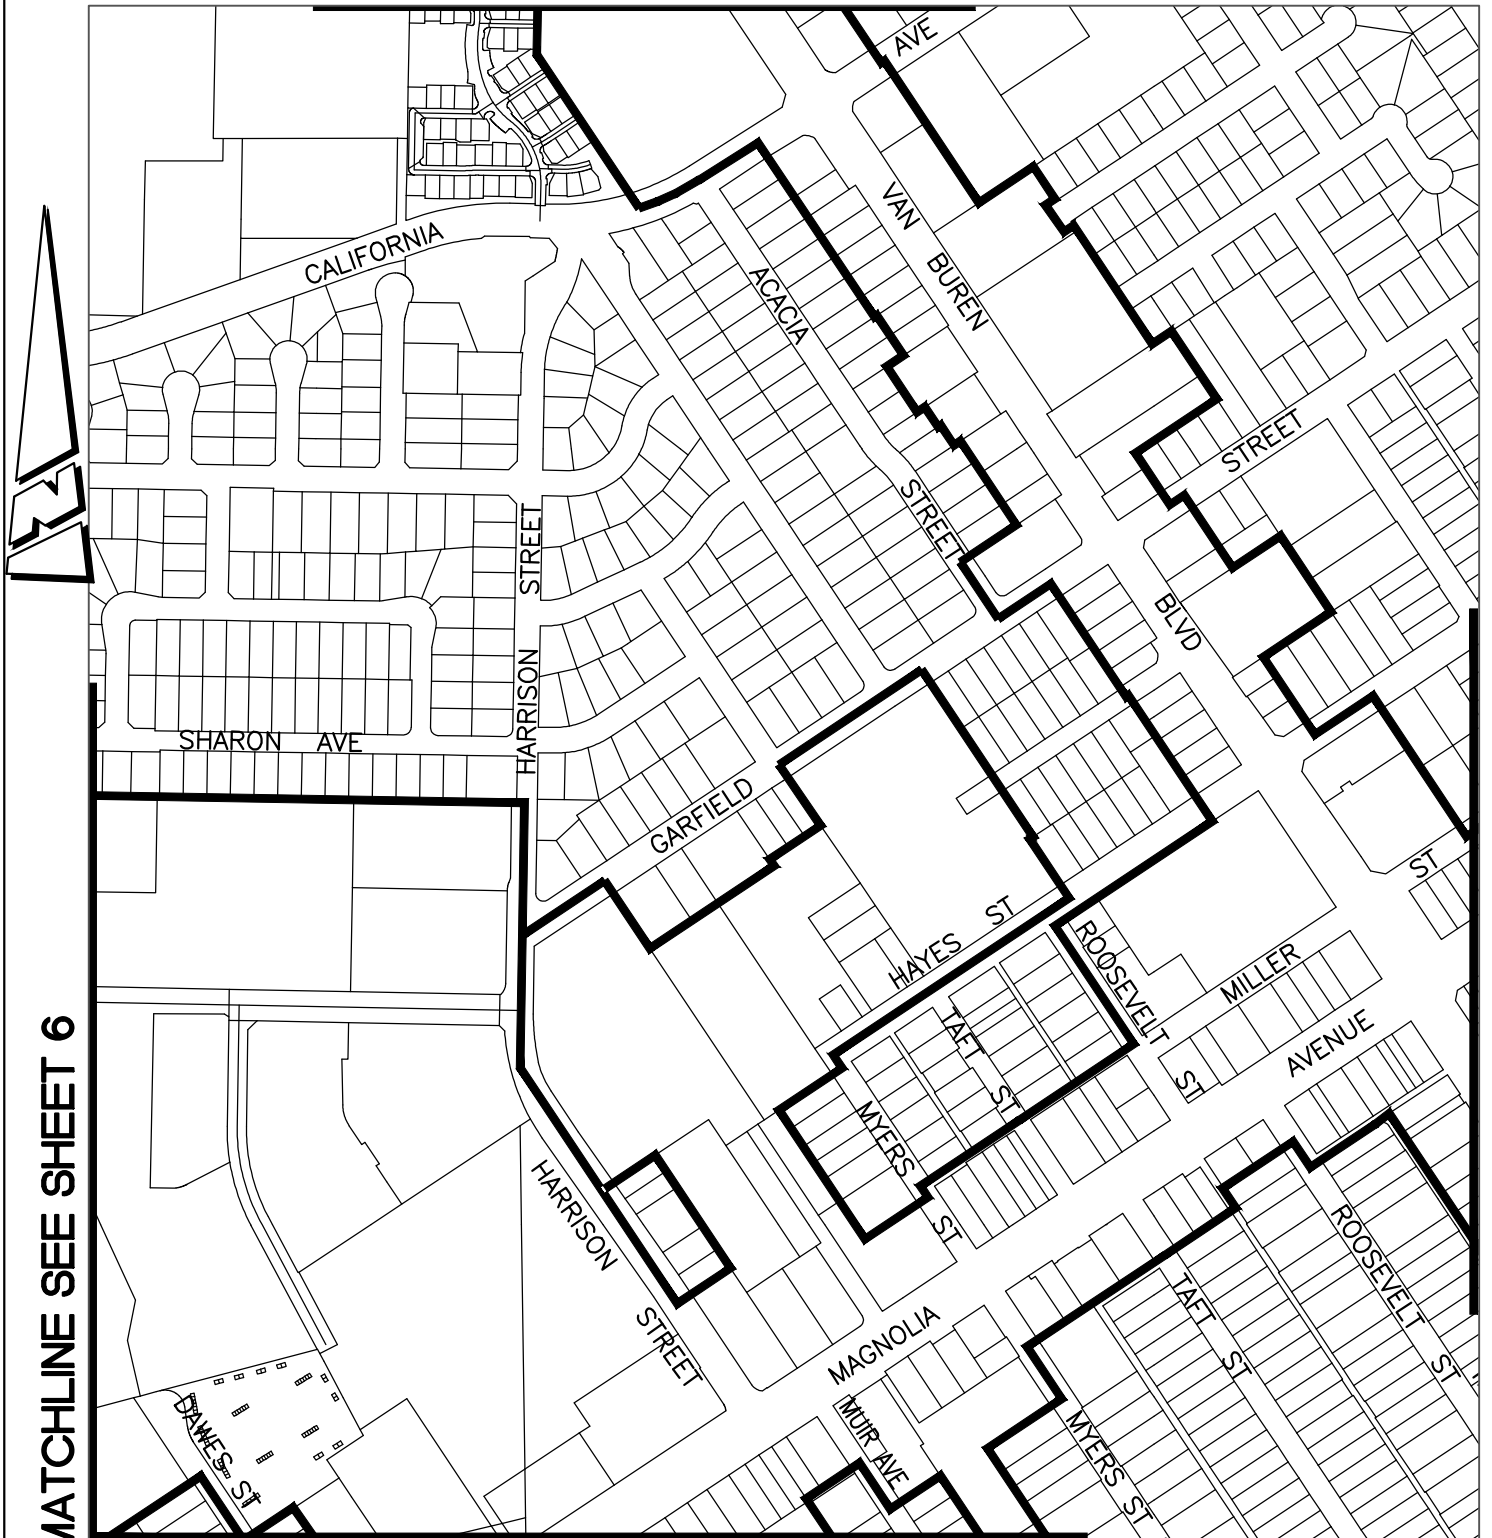 AVE
CALIFORNIA
VAN
BUREN
ACACIA
STREET
STREET
STREET
BLVD
HARRISON
SHARON AVE
GARFIELD
ST
HAYES ST
ROOSEVELT
MILLER
ST
AVENUE
TAFT
ST
MYERS
ST
HARRISON
STREET
ROOSEVELT
ST
TAFT
ST
MAGNOLIA
MUIR AVE
MYERS ST
DAWES ST
MATCHLINE SEE SHEET 6
N